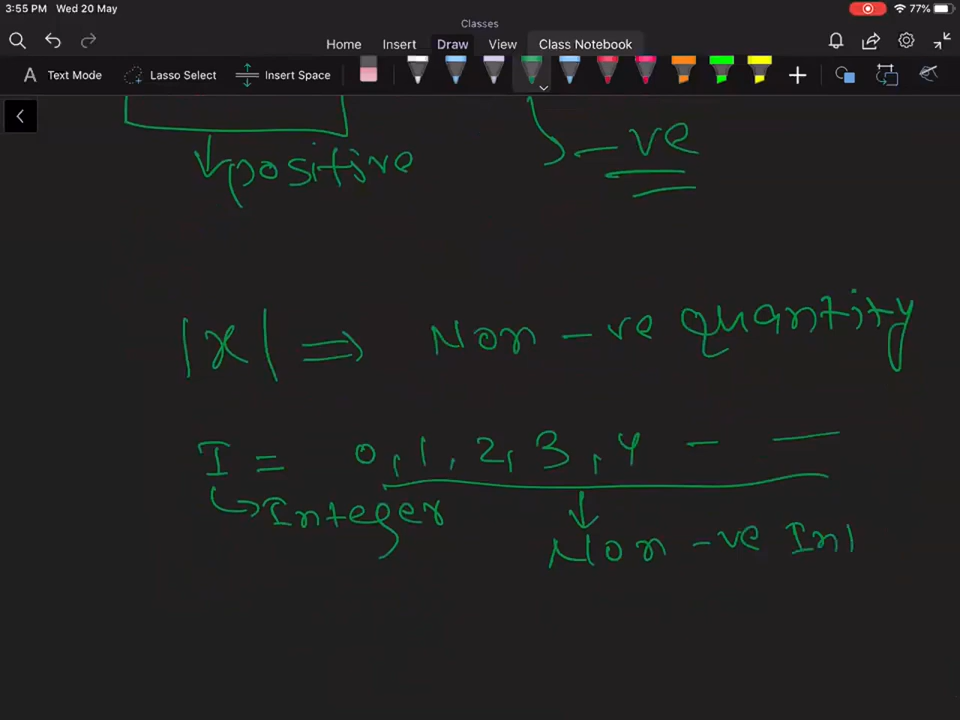 3:55 PM Wed 20 May 77%
Classes
Home Insert Draw View Class Notebook
A Text Mode Lasso Select Insert Space
positive
-ve
|x| ⇒ Non -ve quantity
I = 0, 1, 2, 3, 4 - —
Integer
Non -ve Int